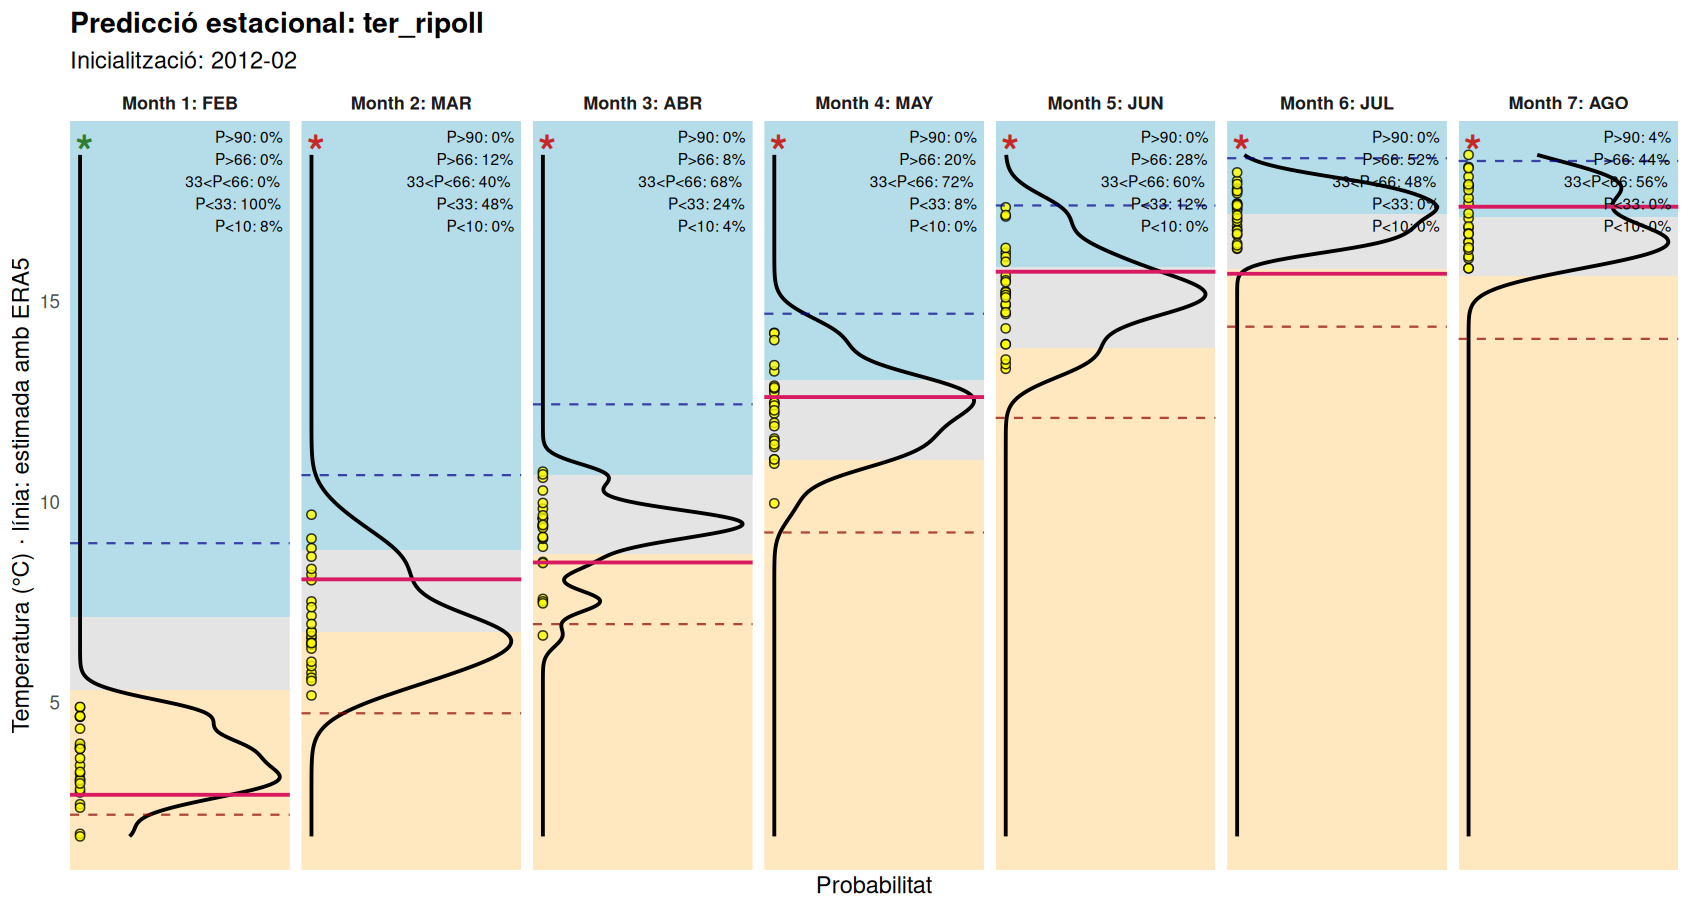 Predicció estacional: ter_ripoll
Inicialització: 2012-02
Month 1: FEB
Month 2: MAR
Month 3: ABR
Month 4: MAY
Month 5: JUN
Month 6: JUL
Month 7: AGO
*
P>90: 0%
P>66: 0%
33<P<66: 0%
P<33: 100%
P<10: 8%
*
P>90: 0%
P>66: 12%
33<P<66: 40%
P<33: 48%
P<10: 0%
*
P>90: 0%
P>66: 8%
33<P<66: 68%
P<33: 24%
P<10: 4%
*
P>90: 0%
P>66: 20%
33<P<66: 72%
P<33: 8%
P<10: 0%
*
P>90: 0%
P>66: 28%
33<P<66: 60%
P<33: 12%
P<10: 0%
*
P>90: 0%
P>66: 52%
33<P<66: 48%
P<33: 0%
P<10: 0%
*
P>90: 4%
P>66: 44%
33<P<66: 56%
P<33: 0%
P<10: 0%
Temperatura (°C) · línia: estimada amb ERA5
15
10
5
Probabilitat